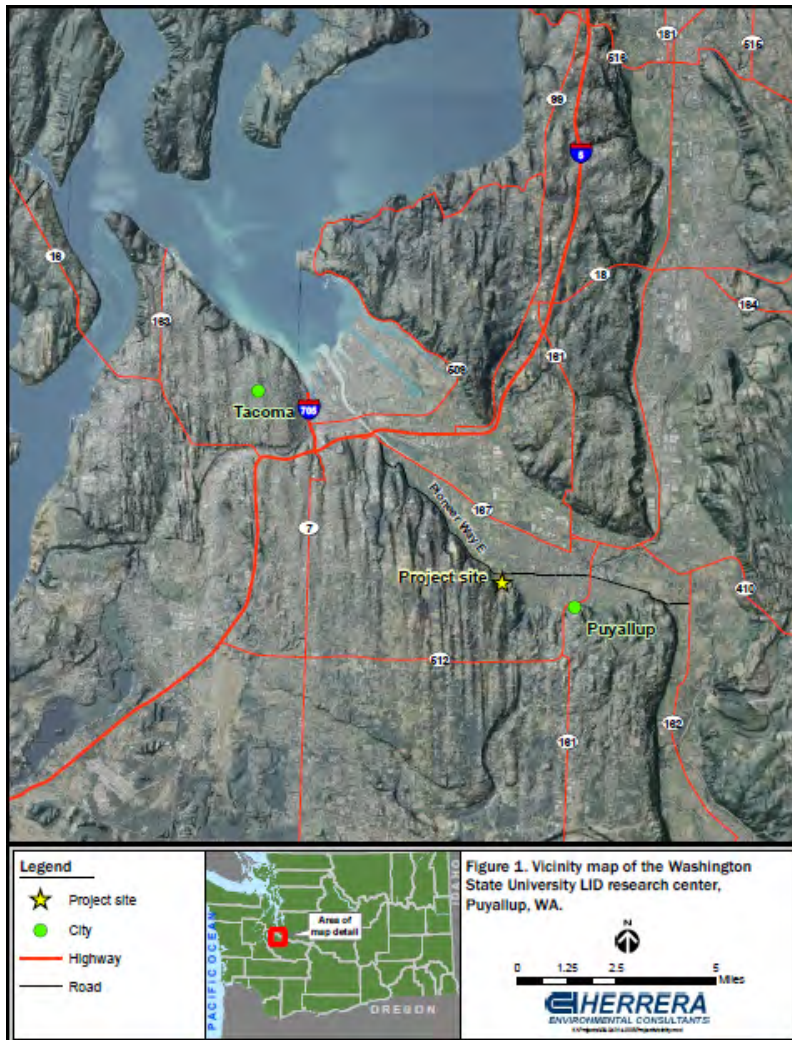 181
516
515
99
5
16
18
164
163
161
509
Tacoma
705
Pioneer Way E
167
7
Project site
410
Puyallup
512
161
162
Legend
Project site
City
Highway
Road
PACIFIC OCEAN
IDAHO
OREGON
Area of
map detail
Figure 1. Vicinity map of the Washington
State University LID research center,
Puyallup, WA.
N
0 1.25 2.5 5
Miles
HERRERA
ENVIRONMENTAL CONSULTANTS